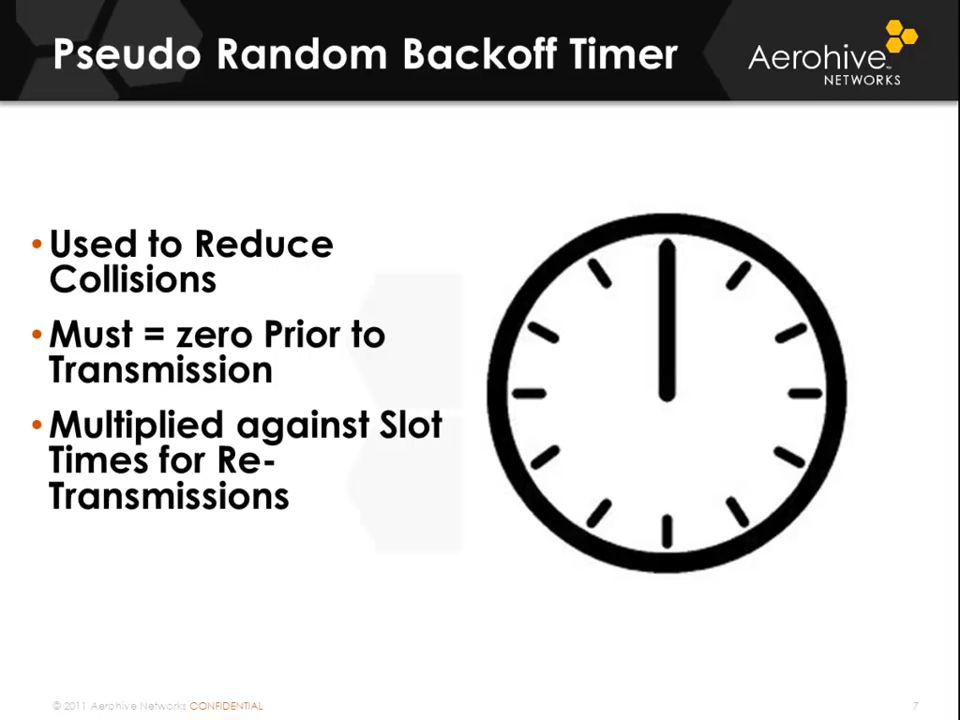 Pseudo Random Backoff Timer
Aerohive™
NETWORKS
• Used to Reduce
Collisions
• Must = zero Prior to
Transmission
• Multiplied against Slot
Times for Re-
Transmissions
© 2011 Aerohive Networks CONFIDENTIAL
7